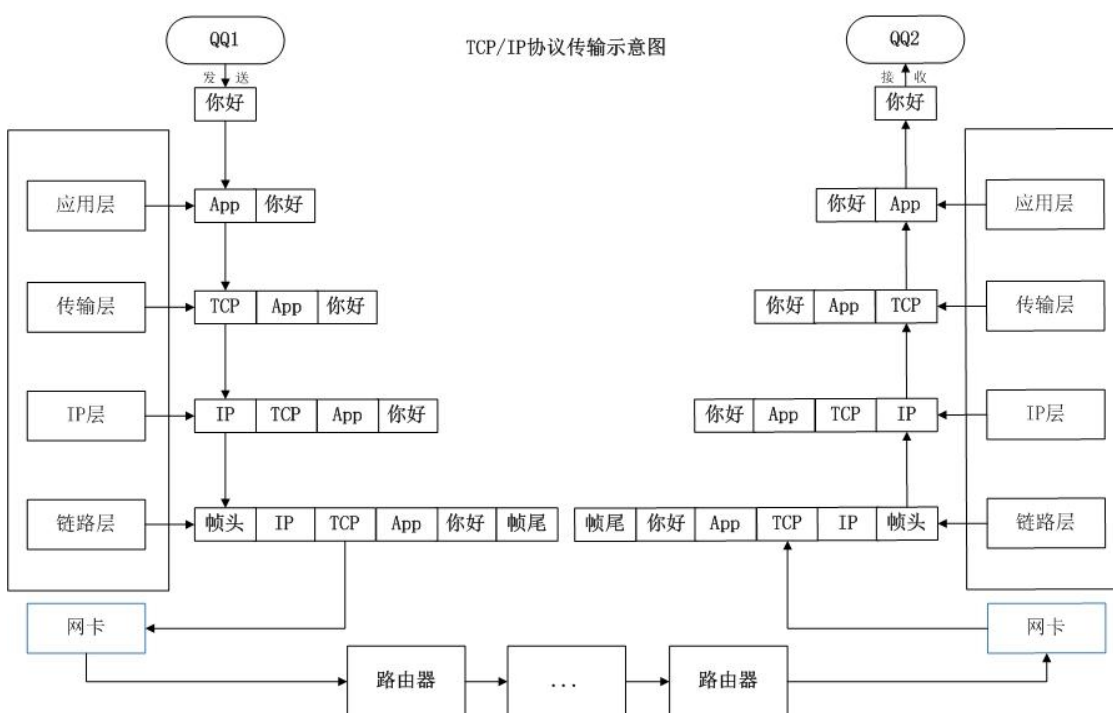 QQ1 TCP/IP协议传输示意图 QQ2
发 送 接 收
你好 你好
应用层 App 你好 你好 App 应用层
传输层 TCP App 你好 你好 App TCP 传输层
IP层 IP TCP App 你好 你好 App TCP IP IP层
链路层 帧头 IP TCP App 你好 帧尾 帧尾 你好 App TCP IP 帧头 链路层
网卡 网卡
路由器 ... 路由器